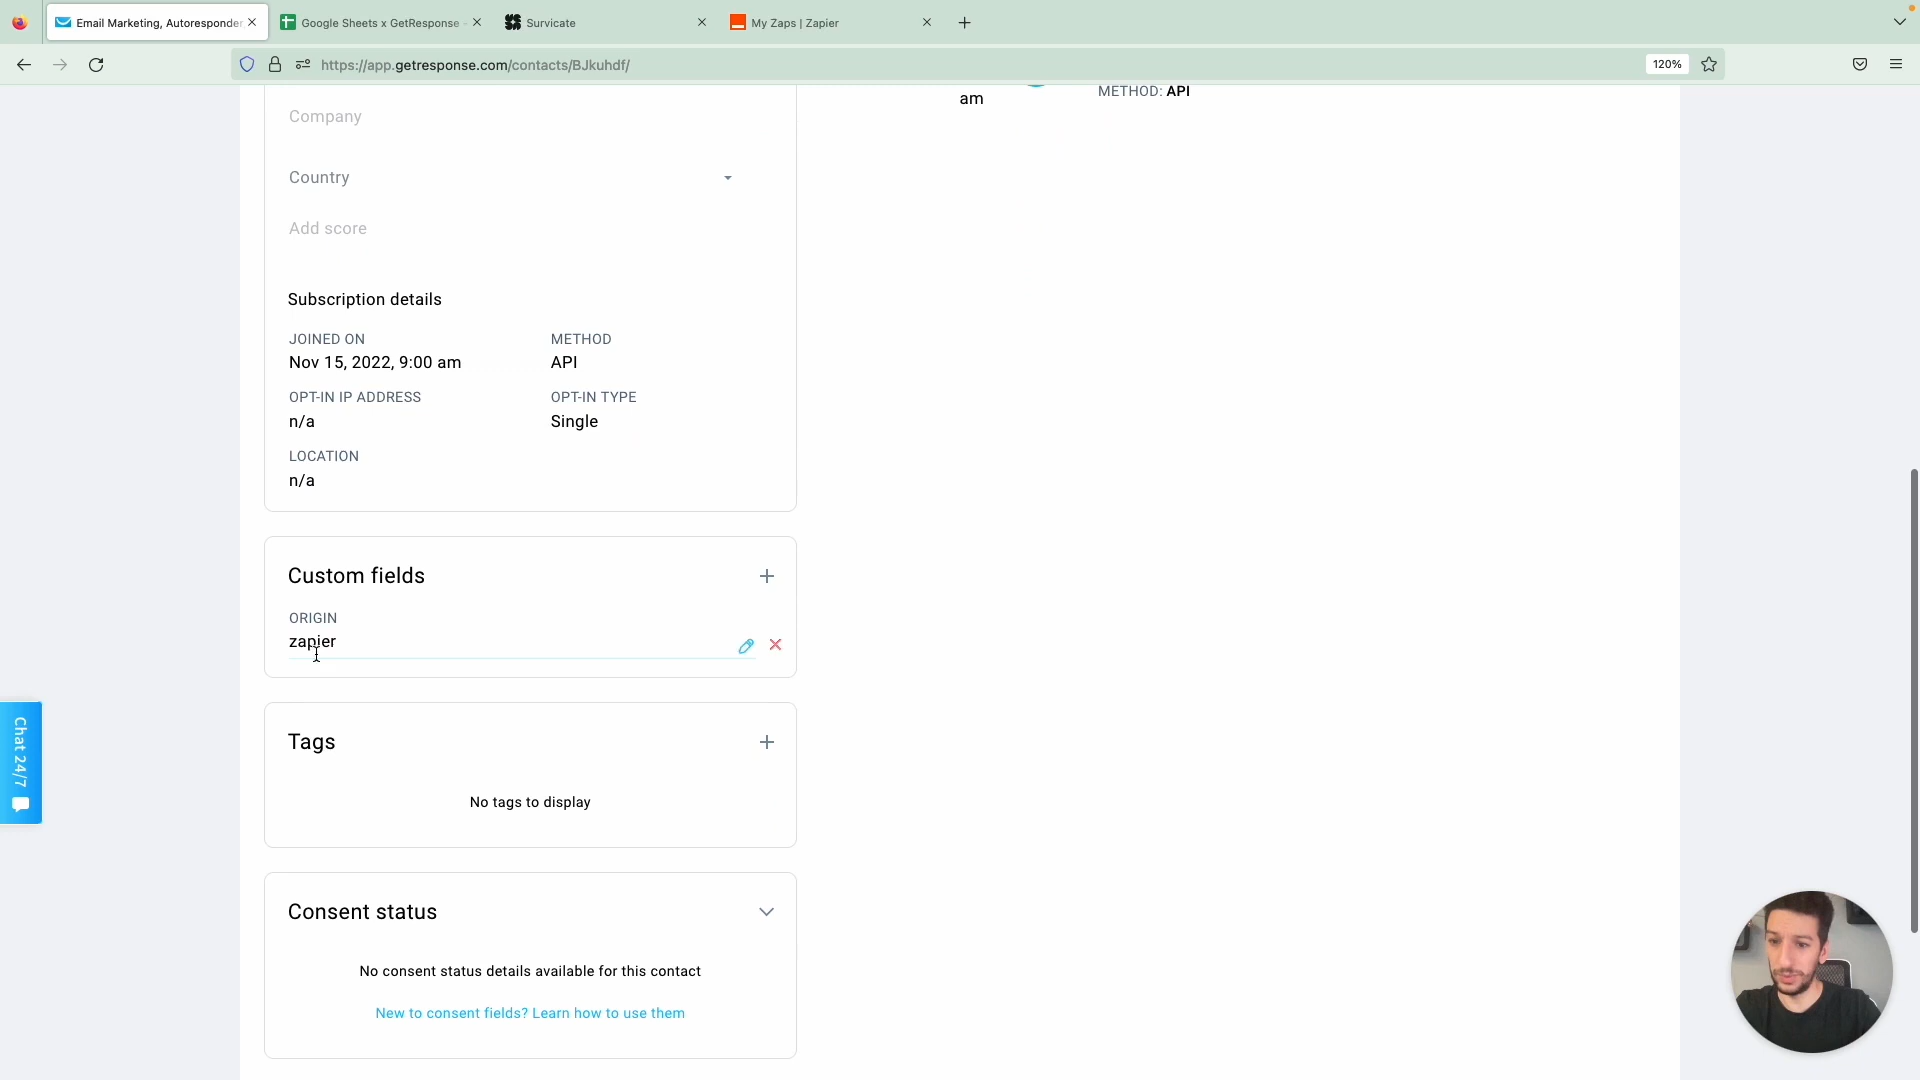 Email Marketing, Autoresponder
Google Sheets x GetResponse
Survicate
My Zaps | Zapier
https://app.getresponse.com/contacts/BJkuhdf/
120%
am
METHOD: API
Company
Country
Add score
Subscription details
JOINED ON
METHOD
Nov 15, 2022, 9:00 am
API
OPT-IN IP ADDRESS
OPT-IN TYPE
n/a
Single
LOCATION
n/a
Custom fields
ORIGIN
zapier
Tags
Chat 24/7
No tags to display
Consent status
No consent status details available for this contact
New to consent fields? Learn how to use them